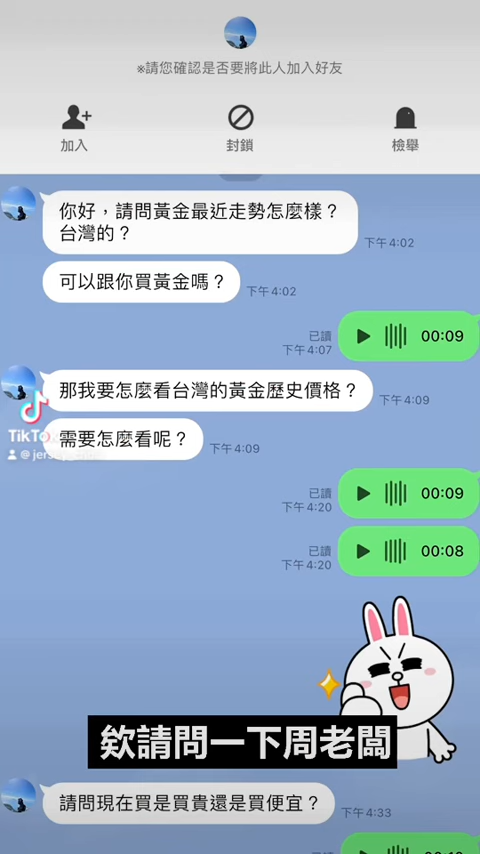 ※請您確認是否要將此人加入好友
加入
封鎖
檢舉
你好，請問黃金最近走勢怎麼樣？
台灣的？
下午4:02
可以跟你買黃金嗎？
下午4:02
已讀
下午4:07
00:09
那我要怎麼看台灣的黃金歷史價格？
下午4:09
TikTok
需要怎麼看呢？
下午4:09
已讀
下午4:20
00:09
已讀
下午4:20
00:08
欸請問一下周老闆
請問現在買是買貴還是買便宜？
下午4:33